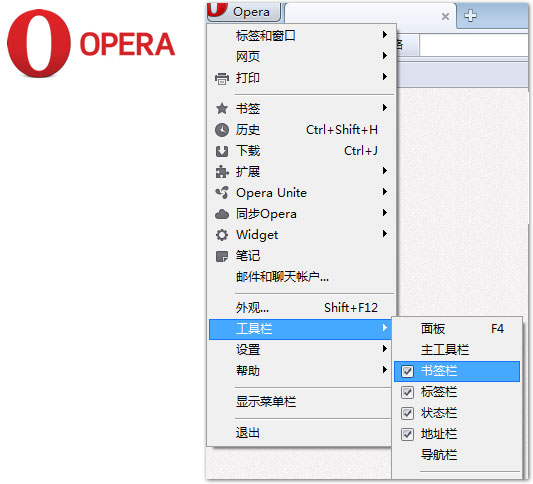 OPERA
Opera
络
标签和窗口
网页
打印
书签
历史 Ctrl+Shift+H
下载 Ctrl+J
扩展
Opera Unite
同步Opera
Widget
笔记
邮件和聊天帐户...
外观... Shift+F12
工具栏
设置
帮助
显示菜单栏
退出
面板 F4
主工具栏
书签栏
标签栏
状态栏
地址栏
导航栏